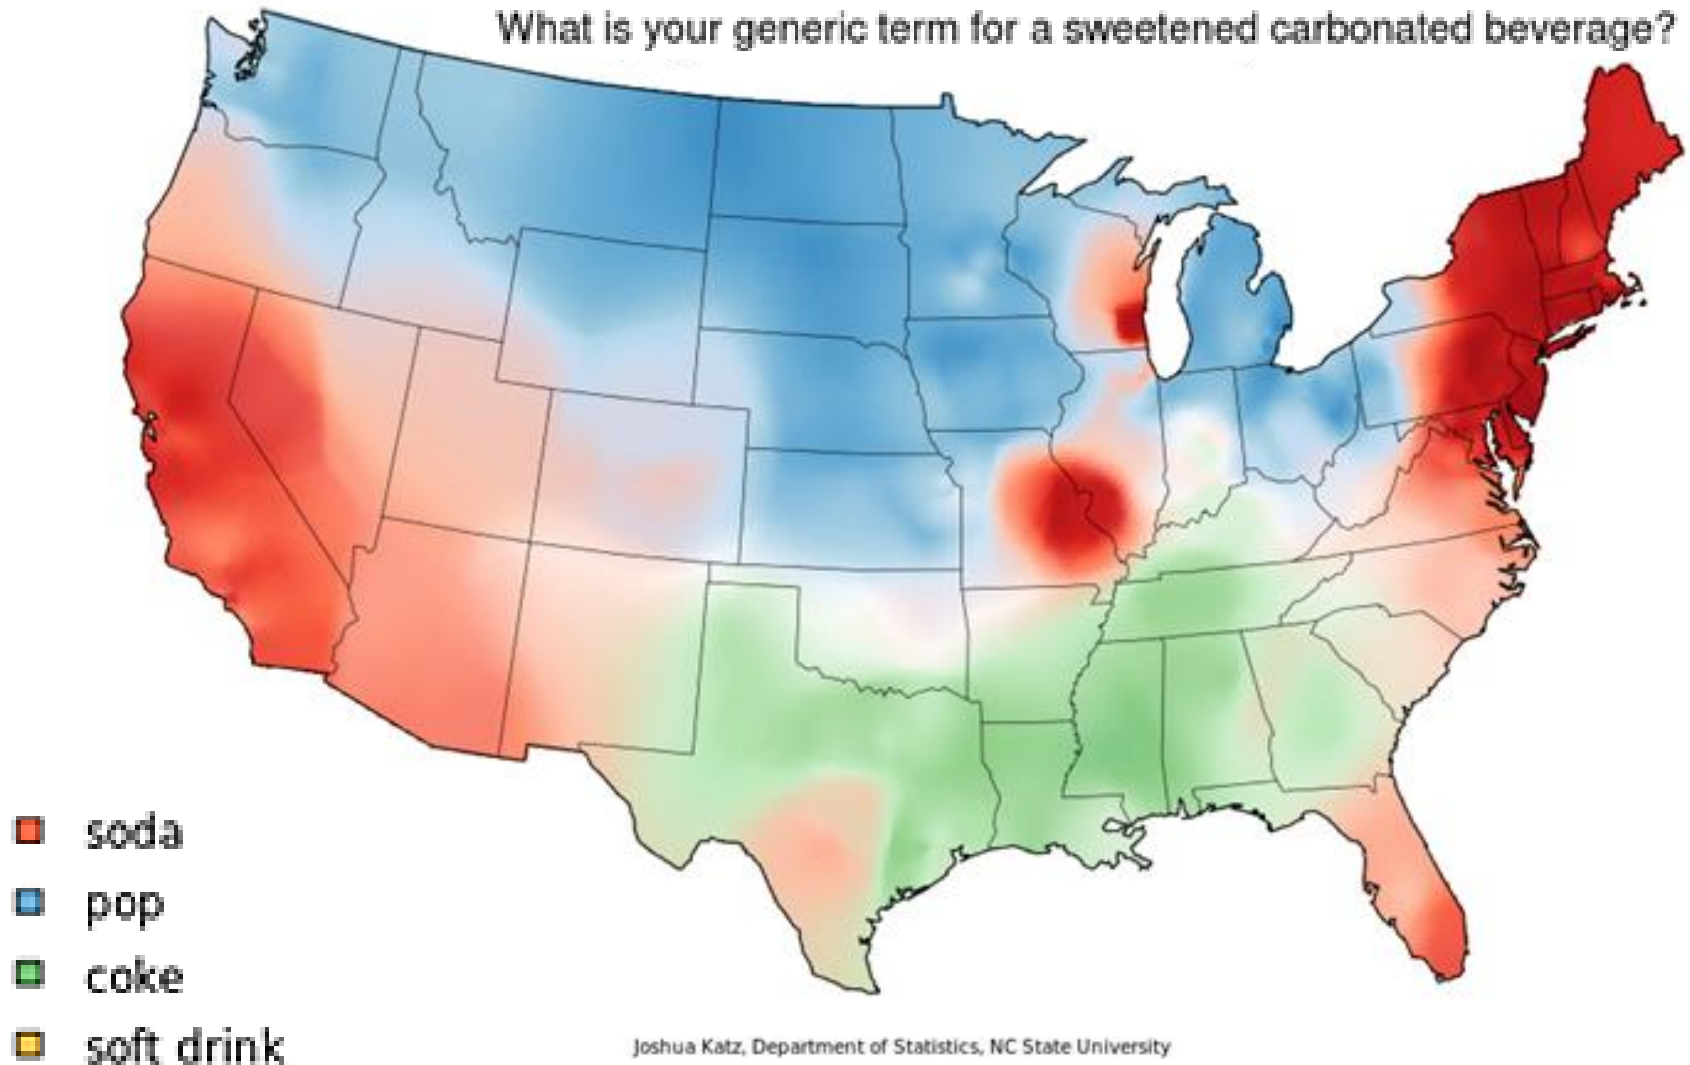 What is your generic term for a sweetened carbonated beverage?
soda
pop
coke
soft drink
Joshua Katz, Department of Statistics, NC State University